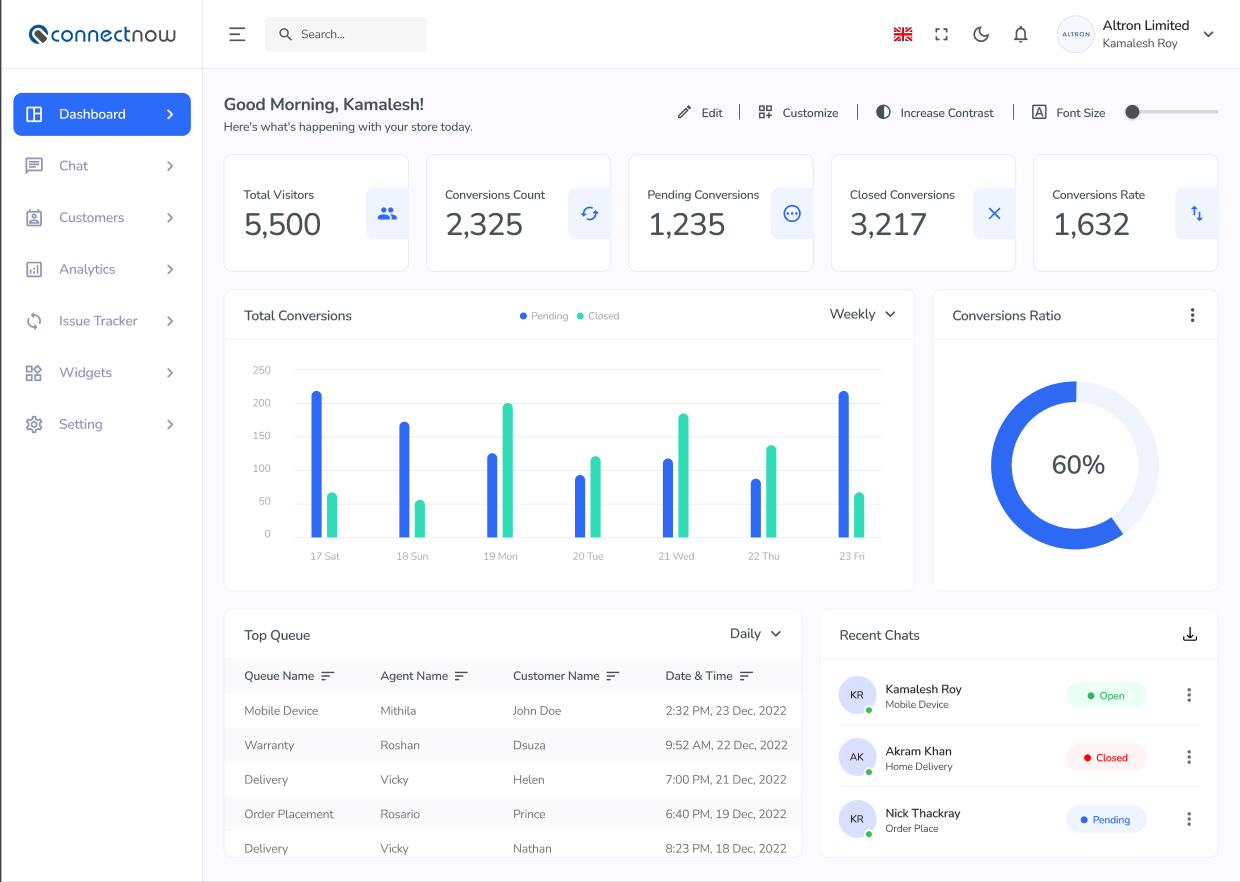 connectnow
Search...
ALTRON
Altron Limited
Kamalesh Roy
Dashboard
Chat
Customers
Analytics
Issue Tracker
Widgets
Setting
Good Morning, Kamalesh!
Here's what's happening with your store today.
Edit
Customize
Increase Contrast
A
Font Size
Total Visitors
5,500
Conversions Count
2,325
Pending Conversions
1,235
Closed Conversions
3,217
Conversions Rate
1,632
Total Conversions
Pending
Closed
Weekly
250
200
150
100
50
0
17 Sat
18 Sun
19 Mon
20 Tue
21 Wed
22 Thu
23 Fri
Conversions Ratio
60%
Top Queue
Daily
Queue Name Agent Name Customer Name Date & Time
Mobile Device Mithila John Doe 2:32 PM, 23 Dec, 2022
Warranty Roshan Dsuza 9:52 AM, 22 Dec, 2022
Delivery Vicky Helen 7:00 PM, 21 Dec, 2022
Order Placement Rosario Prince 6:40 PM, 19 Dec, 2022
Delivery Vicky Nathan 8:23 PM, 18 Dec, 2022
Recent Chats
KR
Kamalesh Roy
Mobile Device
Open
AK
Akram Khan
Home Delivery
Closed
KR
Nick Thackray
Order Place
Pending